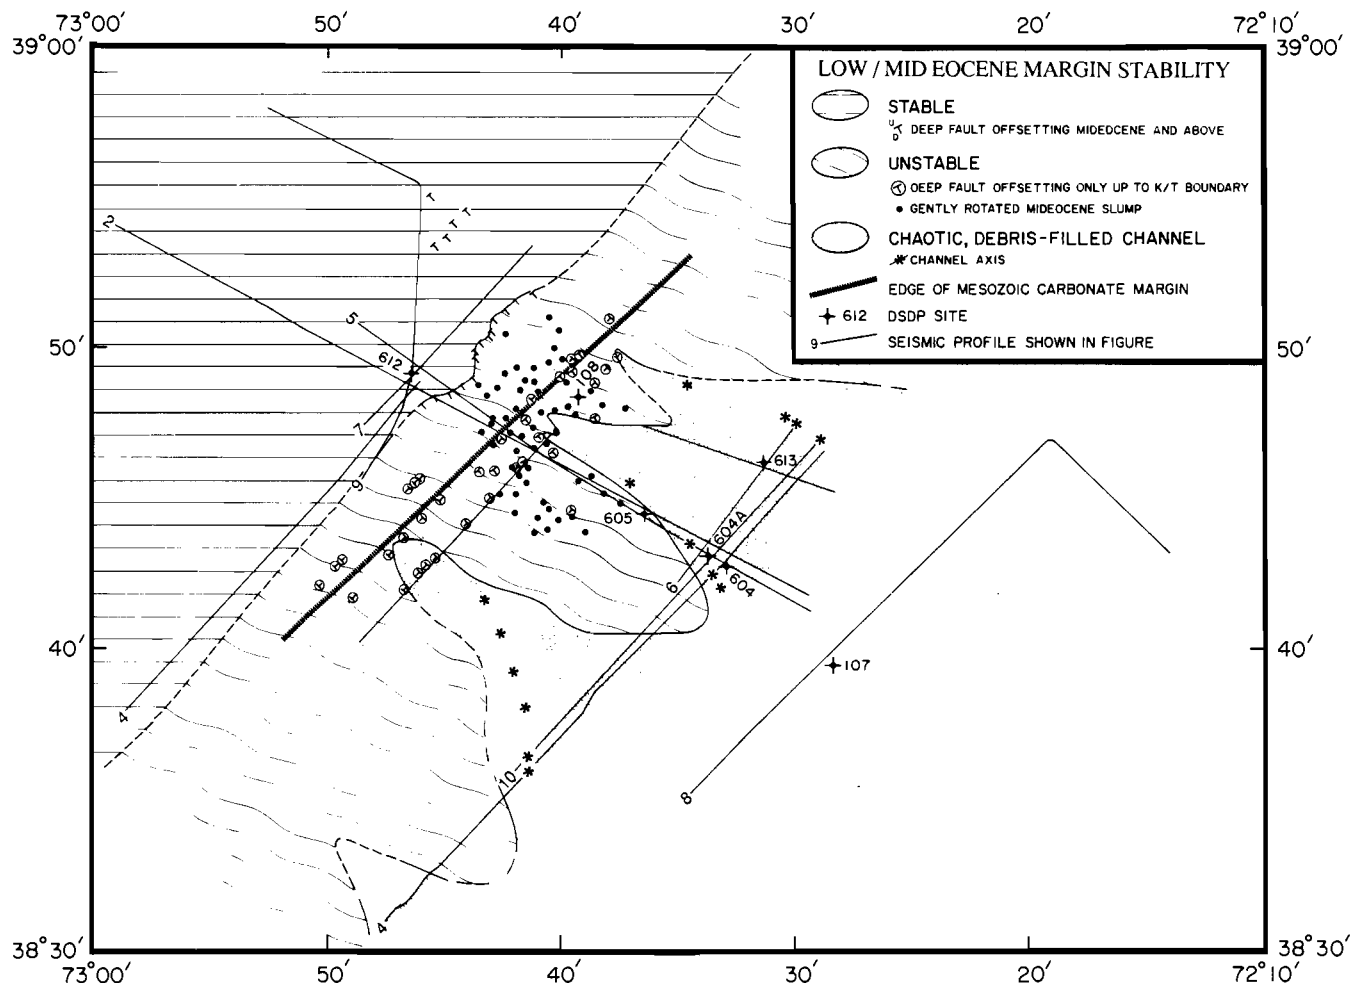 73°00′ 50′ 40′ 30′ 20′ 72°10′
39°00′ 39°00′
LOW / MID EOCENE MARGIN STABILITY
STABLE
U
D
DEEP FAULT OFFSETTING MIDEOCENE AND ABOVE
UNSTABLE
DEEP FAULT OFFSETTING ONLY UP TO K/T BOUNDARY
GENTLY ROTATED MIDEOCENE SLUMP
CHAOTIC, DEBRIS-FILLED CHANNEL
CHANNEL AXIS
EDGE OF MESOZOIC CARBONATE MARGIN
612 DSDP SITE
9 SEISMIC PROFILE SHOWN IN FIGURE
2
5
50′ 50′
612
08
7
613
9
605
604A
6
604
40′ 40′
107
4
10
8
4
38°30′ 38°30′
73°00′ 50′ 40′ 30′ 20′ 72°10′